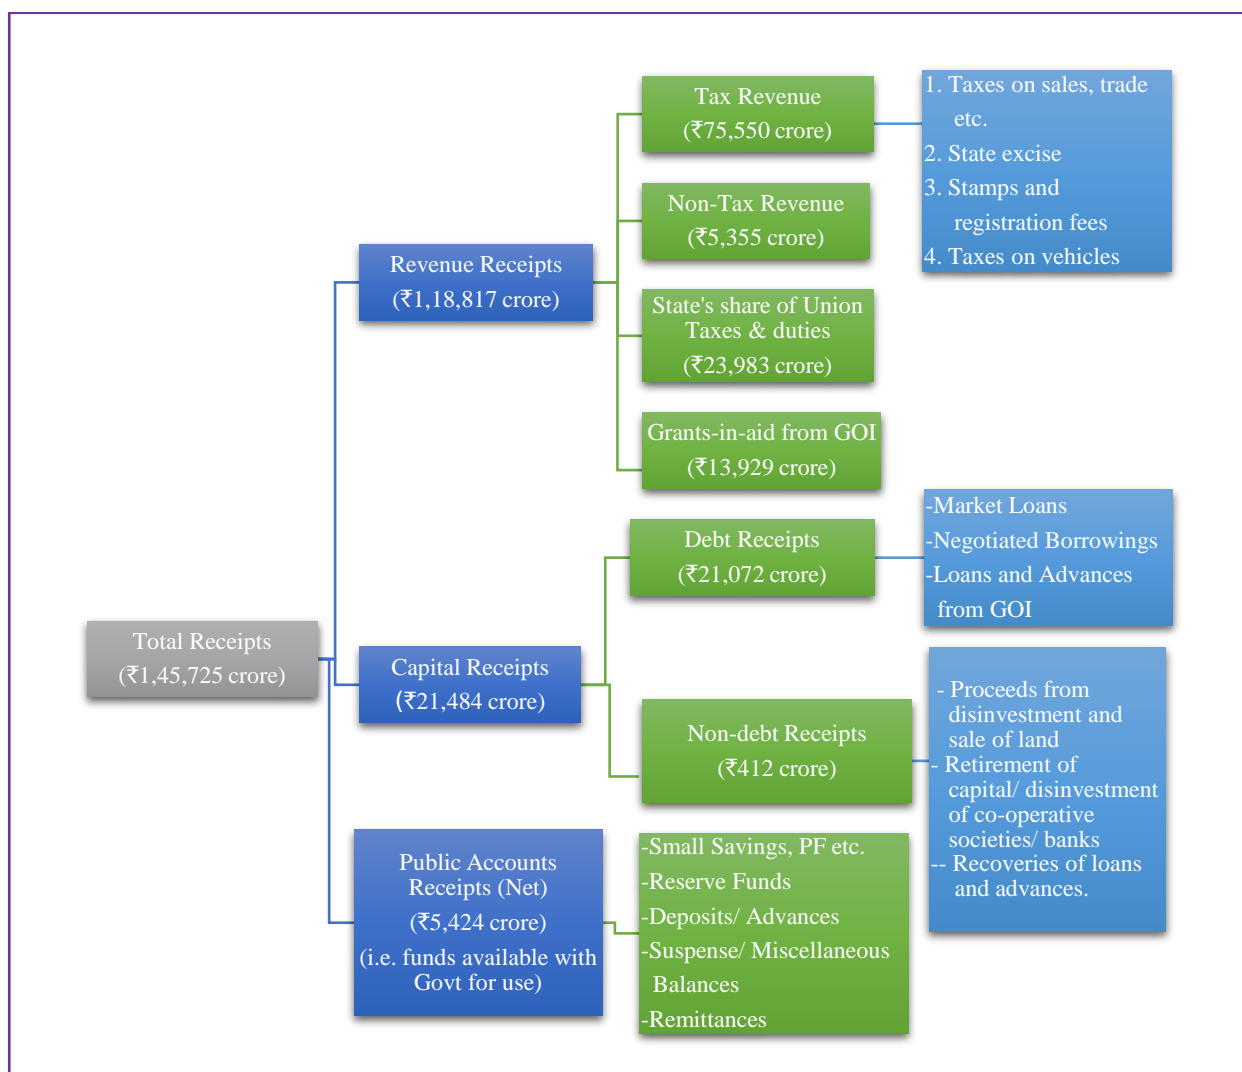 Tax Revenue
(₹75,550 crore)
1. Taxes on sales, trade
etc.
2. State excise
3. Stamps and
registration fees
4. Taxes on vehicles
Non-Tax Revenue
(₹5,355 crore)
Revenue Receipts
(₹1,18,817 crore)
State's share of Union
Taxes & duties
(₹23,983 crore)
Grants-in-aid from GOI
(₹13,929 crore)
Debt Receipts
(₹21,072 crore)
-Market Loans
-Negotiated Borrowings
-Loans and Advances
from GOI
Total Receipts
(₹1,45,725 crore)
Capital Receipts
(₹21,484 crore)
Non-debt Receipts
(₹412 crore)
- Proceeds from
disinvestment and
sale of land
- Retirement of
capital/ disinvestment
of co-operative
societies/ banks
-- Recoveries of loans
and advances.
Public Accounts
Receipts (Net)
(₹5,424 crore)
(i.e. funds available with
Govt for use)
-Small Savings, PF etc.
-Reserve Funds
-Deposits/ Advances
-Suspense/ Miscellaneous
Balances
-Remittances